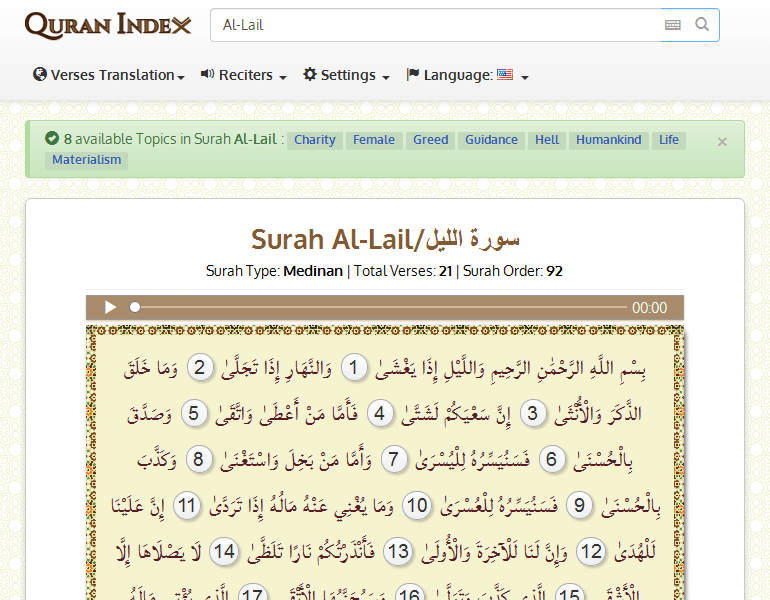 QURAN INDEX
Al-Lail
Verses Translation Reciters Settings Language:
8 available Topics in Surah Al-Lail : Charity Female Greed Guidance Hell Humankind Life ×
Materialism
Surah Al-Lail/سورة الليل
Surah Type: Medinan | Total Verses: 21 | Surah Order: 92
00:00
بِسْمِ اللَّهِ الرَّحْمَٰنِ الرَّحِيمِ وَاللَّيْلِ إِذَا يَغْشَىٰ 1 وَالنَّهَارِ إِذَا تَجَلَّىٰ 2 وَمَا خَلَقَ
الذَّكَرَ وَالْأُنْثَىٰ 3 إِنَّ سَعْيَكُمْ لَشَتَّىٰ 4 فَأَمَّا مَنْ أَعْطَىٰ وَاتَّقَىٰ 5 وَصَدَّقَ
بِالْحُسْنَىٰ 6 فَسَنُيَسِّرُهُ لِلْيُسْرَىٰ 7 وَأَمَّا مَنْ بَخِلَ وَاسْتَغْنَىٰ 8 وَكَذَّبَ
بِالْحُسْنَىٰ 9 فَسَنُيَسِّرُهُ لِلْعُسْرَىٰ 10 وَمَا يُغْنِي عَنْهُ مَالُهُ إِذَا تَرَدَّىٰ 11 إِنَّ عَلَيْنَا
لَلْهُدَىٰ 12 وَإِنَّ لَنَا لَلْآخِرَةَ وَالْأُولَىٰ 13 فَأَنْذَرْتُكُمْ نَارًا تَلَظَّىٰ 14 لَا يَصْلَاهَا إِلَّا
الْأَشْقَى 15 الَّذِي كَذَّبَ وَتَوَلَّىٰ 16 وَسَيُجَنَّبُهَا الْأَتْقَى 17 الَّذِي يُؤْتِي مَالَهُ